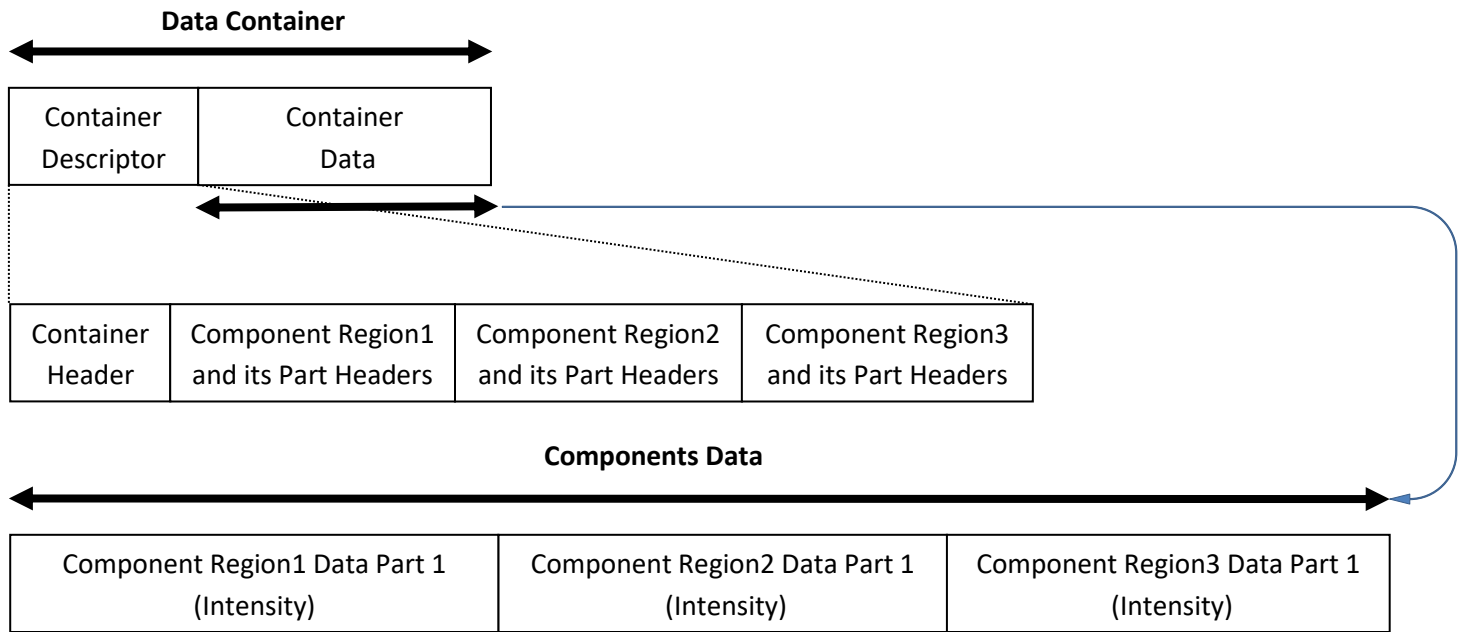 Data Container
Container
Descriptor
Container
Data
Container
Header
Component Region1
and its Part Headers
Component Region2
and its Part Headers
Component Region3
and its Part Headers
Components Data
Component Region1 Data Part 1
(Intensity)
Component Region2 Data Part 1
(Intensity)
Component Region3 Data Part 1
(Intensity)